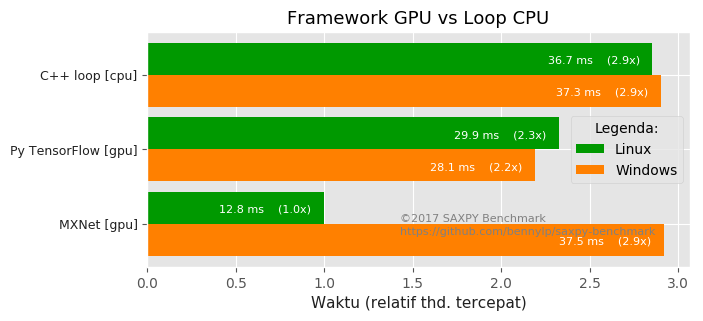 Framework GPU vs Loop CPU
C++ loop [cpu]
36.7 ms (2.9x)
37.3 ms (2.9x)
Py TensorFlow [gpu]
29.9 ms (2.3x)
28.1 ms (2.2x)
Legenda:
Linux
Windows
MXNet [gpu]
12.8 ms (1.0x)
©2017 SAXPY Benchmark
https://github.com/bennylp/saxpy-benchmark
37.5 ms (2.9x)
0.0 0.5 1.0 1.5 2.0 2.5 3.0
Waktu (relatif thd. tercepat)